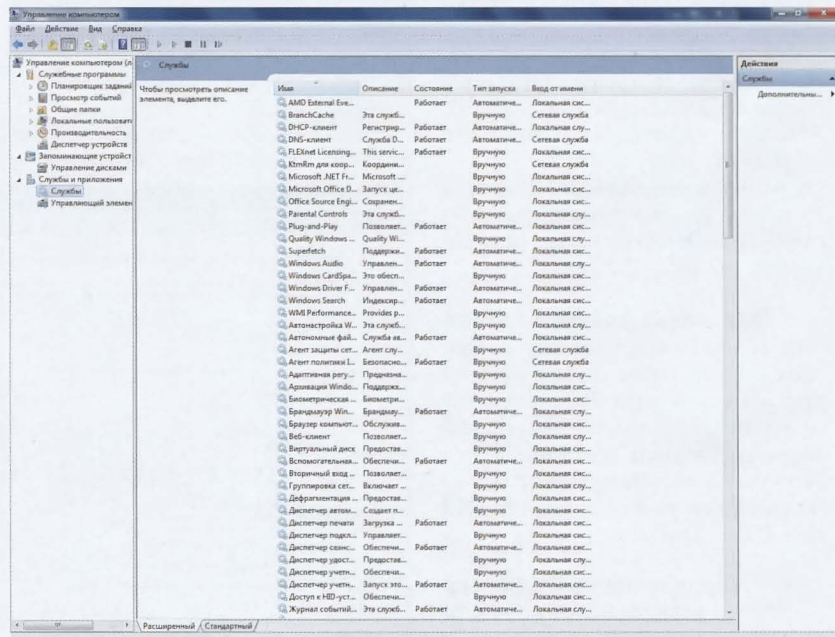 Управление компьютером
Файл Действие Вид Справка
Управление компьютером (л
Служебные программы
Планировщик заданий
Просмотр событий
Общие папки
Локальные пользоват
Производительность
Диспетчер устройств
Запоминающие устройст
Управление дисками
Службы и приложения
Службы
Управляющий элемен
Службы
Чтобы просмотреть описание
элемента, выделите его.
Имя Описание Состояние Тип запуска Вход от имени
AMD External Eve... Работает Автоматиче... Локальная сис...
BranchCache Эта служб... Вручную Сетевая служба
DHCP-клиент Регистрир... Работает Автоматиче... Локальная слу...
DNS-клиент Служба D... Работает Автоматиче... Сетевая служба
FLEXnet Licensing... This servic... Работает Вручную Локальная сис...
KtmRm для коор... Координи... Вручную Сетевая служба
Microsoft .NET Fr... Microsoft ... Автоматиче... Локальная сис...
Microsoft Office D... Запуск це... Вручную Локальная сис...
Office Source Engi... Сохранен... Вручную Локальная сис...
Parental Controls Эта служб... Вручную Локальная слу...
Plug-and-Play Позволяет... Работает Автоматиче... Локальная сис...
Quality Windows ... Quality Wi... Вручную Локальная слу...
Superfetch Поддержи... Работает Автоматиче... Локальная сис...
Windows Audio Управлен... Работает Автоматиче... Локальная слу...
Windows CardSpa... Это обесп... Вручную Локальная сис...
Windows Driver F... Управлен... Работает Автоматиче... Локальная сис...
Windows Search Индексир... Работает Автоматиче... Локальная сис...
WMI Performance... Provides p... Вручную Локальная сис...
Автонастройка W... Эта служб... Вручную Локальная слу...
Автономные фай... Служба ав... Работает Автоматиче... Локальная сис...
Агент защиты сет... Агент слу... Вручную Сетевая служба
Агент политики I... Безопасно... Работает Вручную Сетевая служба
Адаптивная регу... Предназна... Вручную Локальная слу...
Архивация Windo... Поддержк... Вручную Локальная сис...
Биометрическая ... Биометри... Вручную Локальная сис...
Брандмауэр Win... Брандмау... Работает Автоматиче... Локальная слу...
Браузер компьют... Обслужив... Вручную Локальная сис...
Веб-клиент Позволяет... Вручную Локальная слу...
Виртуальный диск Предостав... Вручную Локальная сис...
Вспомогательная... Обеспечи... Работает Автоматиче... Локальная сис...
Вторичный вход ... Позволяет... Вручную Локальная сис...
Группировка сет... Включает ... Вручную Локальная слу...
Дефрагментация ... Предостав... Вручную Локальная сис...
Диспетчер автом... Создает п... Вручную Локальная сис...
Диспетчер печати Загрузка ... Работает Автоматиче... Локальная сис...
Диспетчер подкл... Управляет... Вручную Локальная сис...
Диспетчер сеанс... Обеспечи... Работает Автоматиче... Локальная сис...
Диспетчер удост... Предостав... Вручную Локальная слу...
Диспетчер учетн... Обеспечи... Вручную Локальная сис...
Диспетчер учетн... Запуск это... Работает Автоматиче... Локальная сис...
Доступ к HID-уст... Обеспечи... Вручную Локальная сис...
Журнал событий... Эта служб... Работает Автоматиче... Локальная слу...
Расширенный Стандартный
Действия
Службы
Дополнительны...